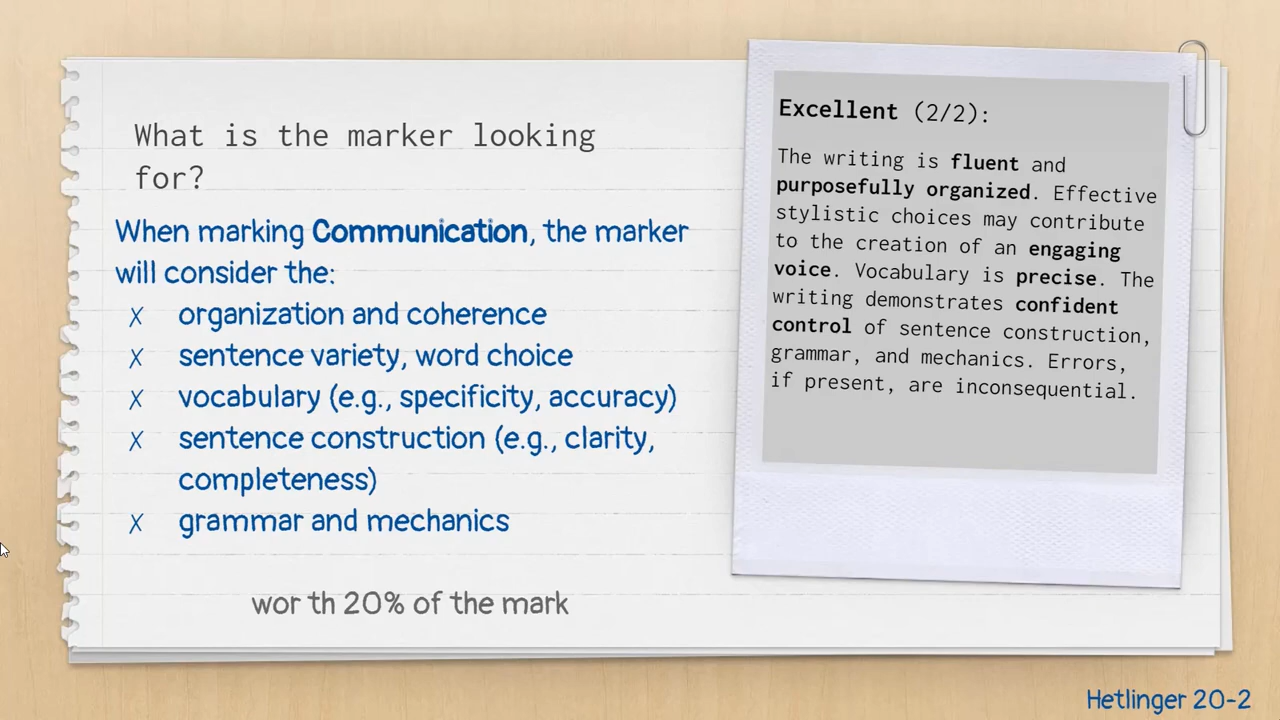 What is the marker looking
for?
When marking Communication, the marker
will consider the:
x organization and coherence
x sentence variety, word choice
x vocabulary (e.g., specificity, accuracy)
x sentence construction (e.g., clarity,
completeness)
x grammar and mechanics
wor th 20% of the mark
Excellent (2/2):
The writing is fluent and
purposefully organized. Effective
stylistic choices may contribute
to the creation of an engaging
voice. Vocabulary is precise. The
writing demonstrates confident
control of sentence construction,
grammar, and mechanics. Errors,
if present, are inconsequential.
Hetlinger 20-2